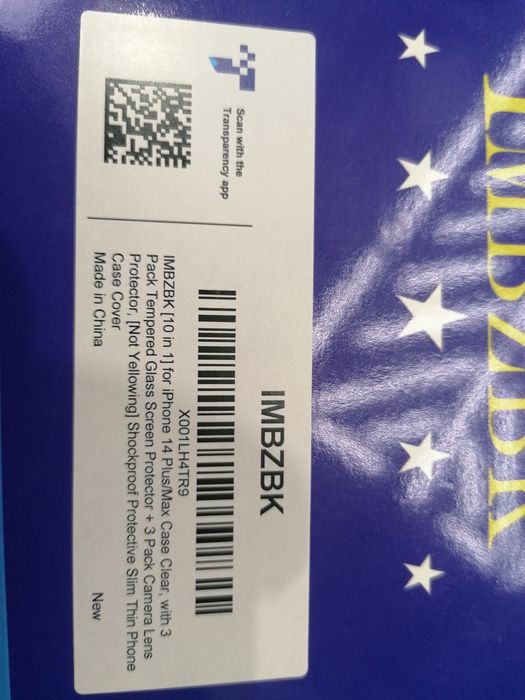 IMBZBK
Scan with the
Transparency app
IMBZBK
X001LH4TR9
IMBZBK [10 in 1] for iPhone 14 Plus/Max Case Clear, with 3
Pack Tempered Glass Screen Protector + 3 Pack Camera Lens
Protector, [Not Yellowing] Shockproof Protective Slim Thin Phone
Case Cover
Made in China
New